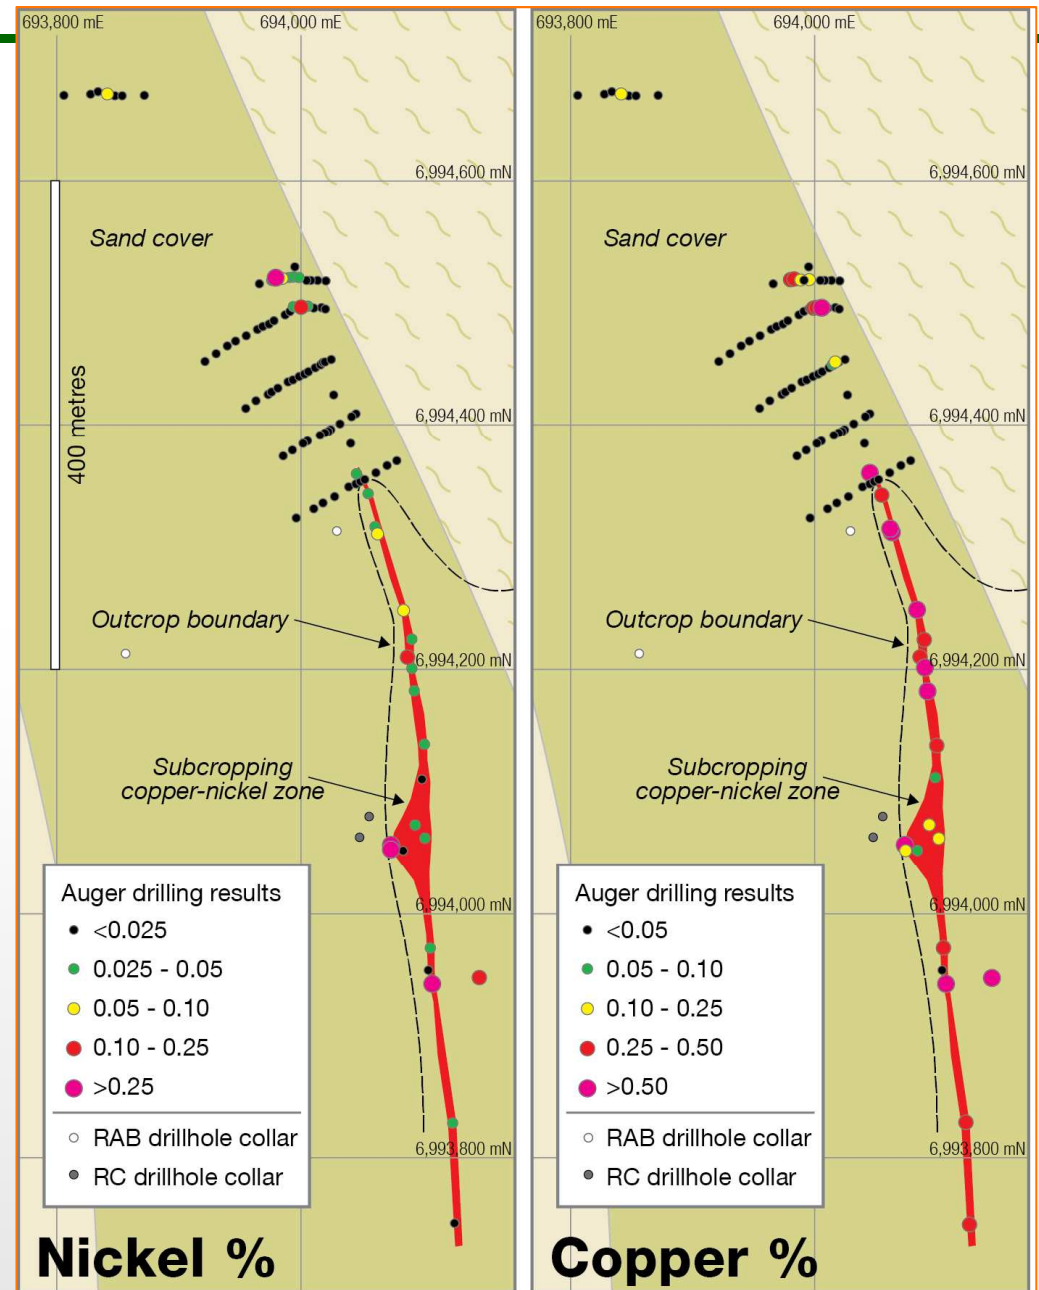 693,800 mE
694,000 mE
6,994,600 mN
Sand cover
6,994,400 mN
400 metres
Outcrop boundary
6,994,200 mN
Subcropping
copper-nickel zone
6,994,000 mN
Auger drilling results
<0.025
0.025 - 0.05
0.05 - 0.10
0.10 - 0.25
>0.25
RAB drillhole collar
RC drillhole collar
6,993,800 mN
Nickel %
693,800 mE
694,000 mE
6,994,600 mN
Sand cover
6,994,400 mN
Outcrop boundary
6,994,200 mN
Subcropping
copper-nickel zone
6,994,000 mN
Auger drilling results
<0.05
0.05 - 0.10
0.10 - 0.25
0.25 - 0.50
>0.50
RAB drillhole collar
RC drillhole collar
6,993,800 mN
Copper %